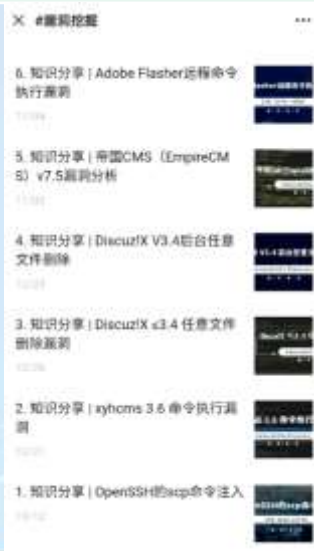 #漏洞挖掘
6. 知识分享 | Adobe Flasher远程命令
执行漏洞
5. 知识分享 | 帝国CMS（EmpireCM
S）v7.5漏洞分析
4. 知识分享 | Discuz!X V3.4后台任意
文件删除
3. 知识分享 | Discuz!X ≤3.4 任意文件
删除漏洞
2. 知识分享 | xyhcms 3.6 命令执行漏
洞
1. 知识分享 | OpenSSH的scp命令注入